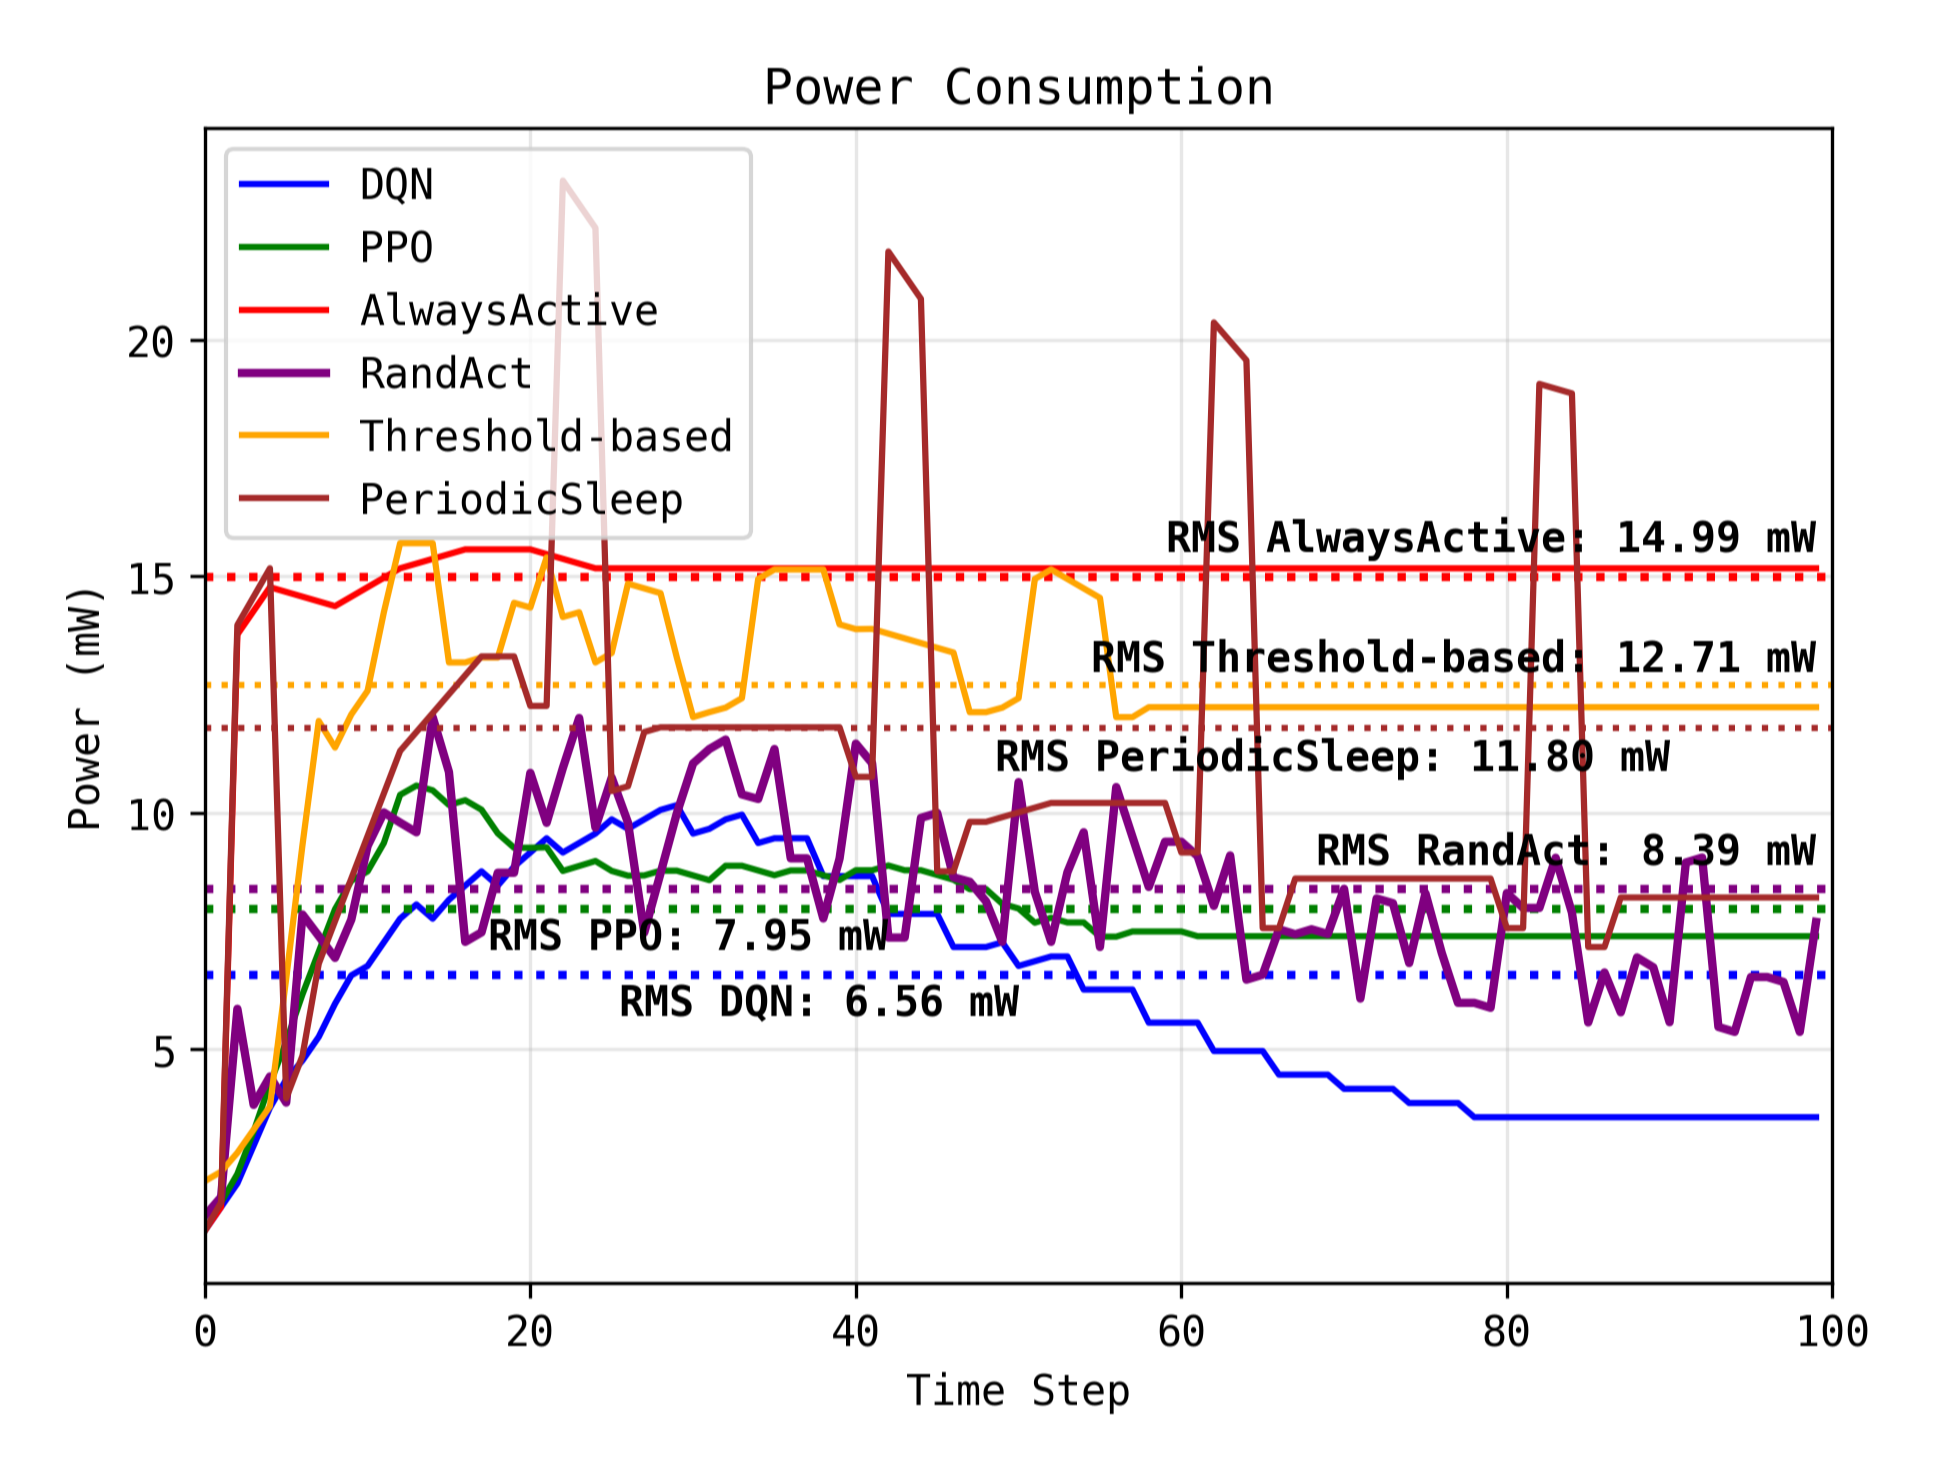 Power Consumption
DQN
PPO
AlwaysActive
RandAct
Threshold-based
PeriodicSleep
RMS AlwaysActive: 14.99 mW
RMS Threshold-based: 12.71 mW
RMS PeriodicSleep: 11.80 mW
RMS RandAct: 8.39 mW
RMS PPO: 7.95 mW
RMS DQN: 6.56 mW
Power (mW)
20
15
10
5
0 20 40 60 80 100
Time Step